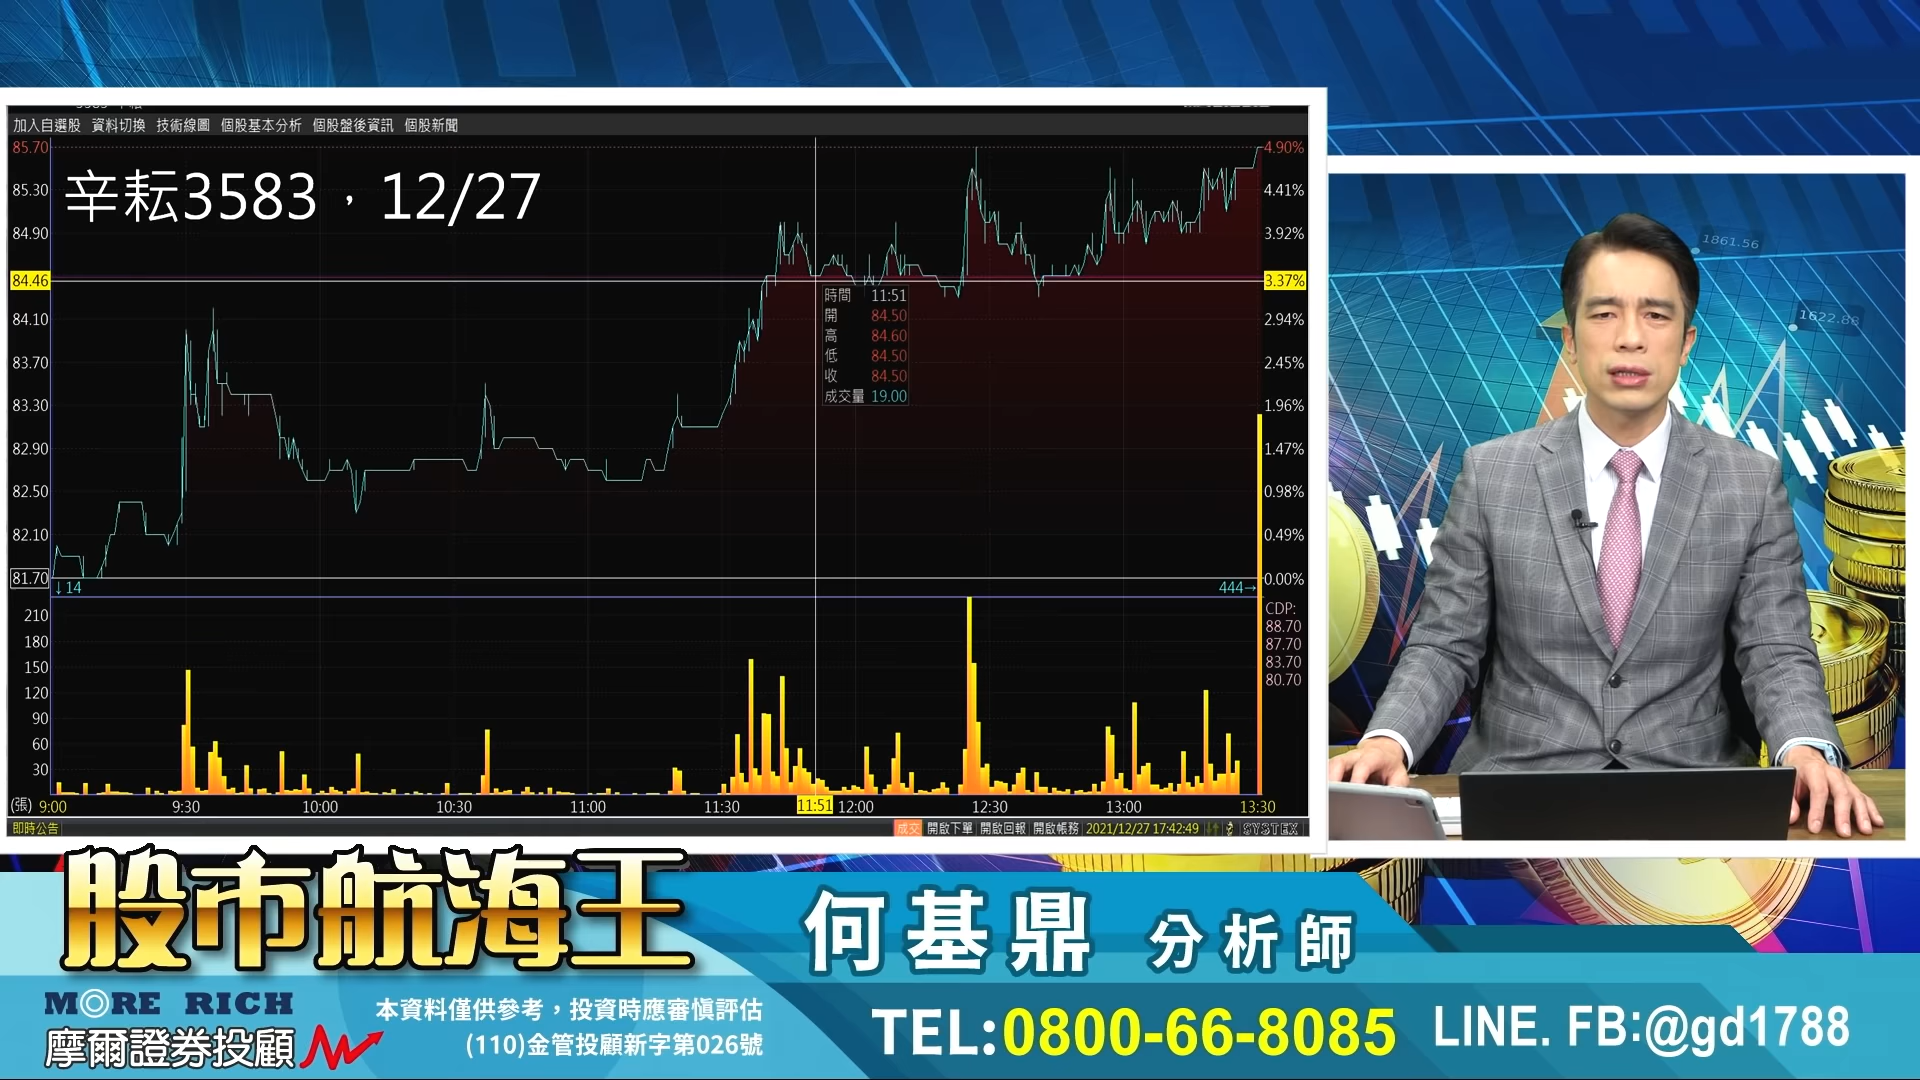 加入自選股 資料切換 技術線圖 個股基本分析 個股盤後資訊 個股新聞
辛耘3583，12/27
85.70
85.30
84.90
84.46
84.10
83.70
83.30
82.90
82.50
82.10
81.70
4.90%
4.41%
3.92%
3.37%
2.94%
2.45%
1.96%
1.47%
0.98%
0.49%
0.00%
時間 11:51
開 84.50
高 84.60
低 84.50
收 84.50
成交量 19.00
↓14
444→
CDP:
88.70
87.70
83.70
80.70
210
180
150
120
90
60
30
(張) 9:00 9:30 10:00 10:30 11:00 11:30 11:51 12:00 12:30 13:00 13:30
即時公告
成交 開啟下單 開啟回報 開啟帳務 2021/12/27 17:42:49 SYSTEX
1861.56
1622.88
股市航海王
何基鼎 分析師
MORE RICH
摩爾證券投顧
本資料僅供參考，投資時應審慎評估
(110)金管投顧新字第026號
TEL:0800-66-8085
LINE. FB:@gd1788